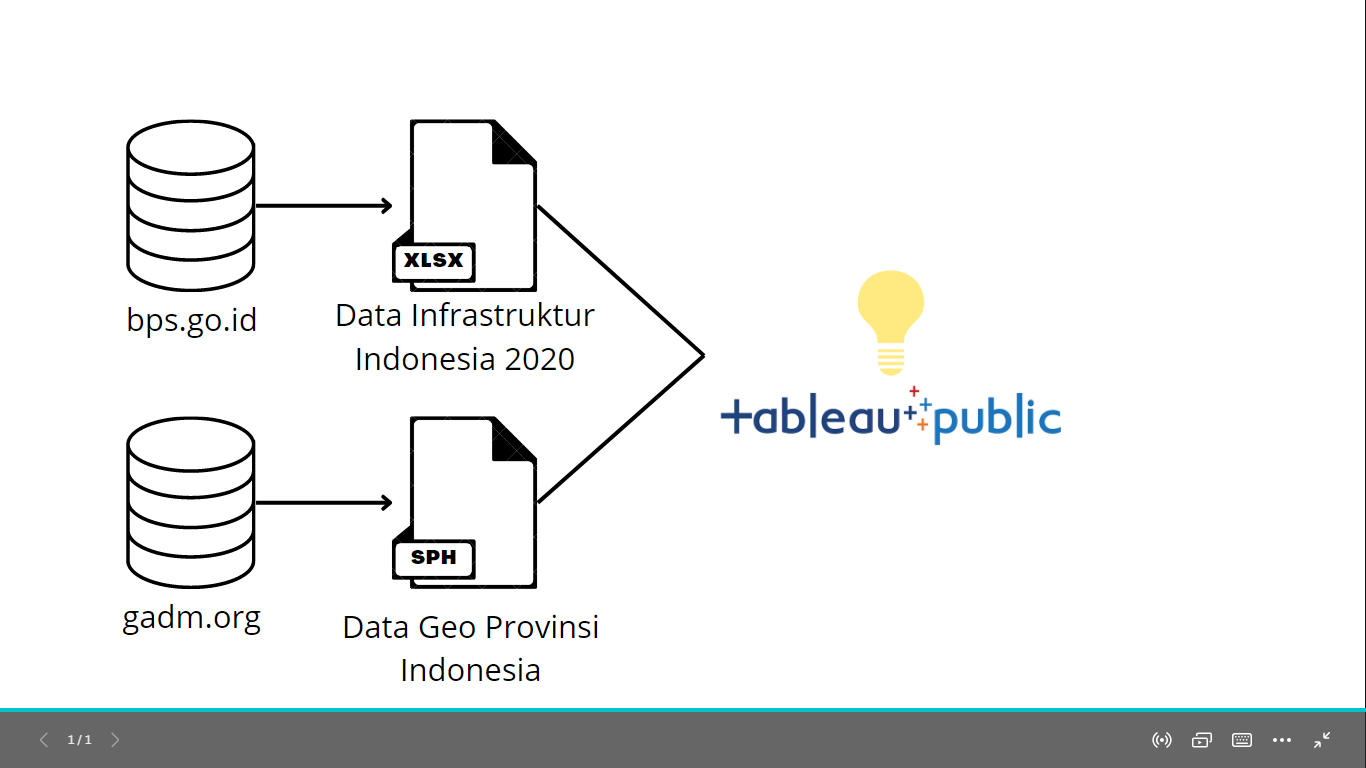 XLSX
bps.go.id
Data Infrastruktur
Indonesia 2020
tableau public
SPH
gadm.org
Data Geo Provinsi
Indonesia
1/1